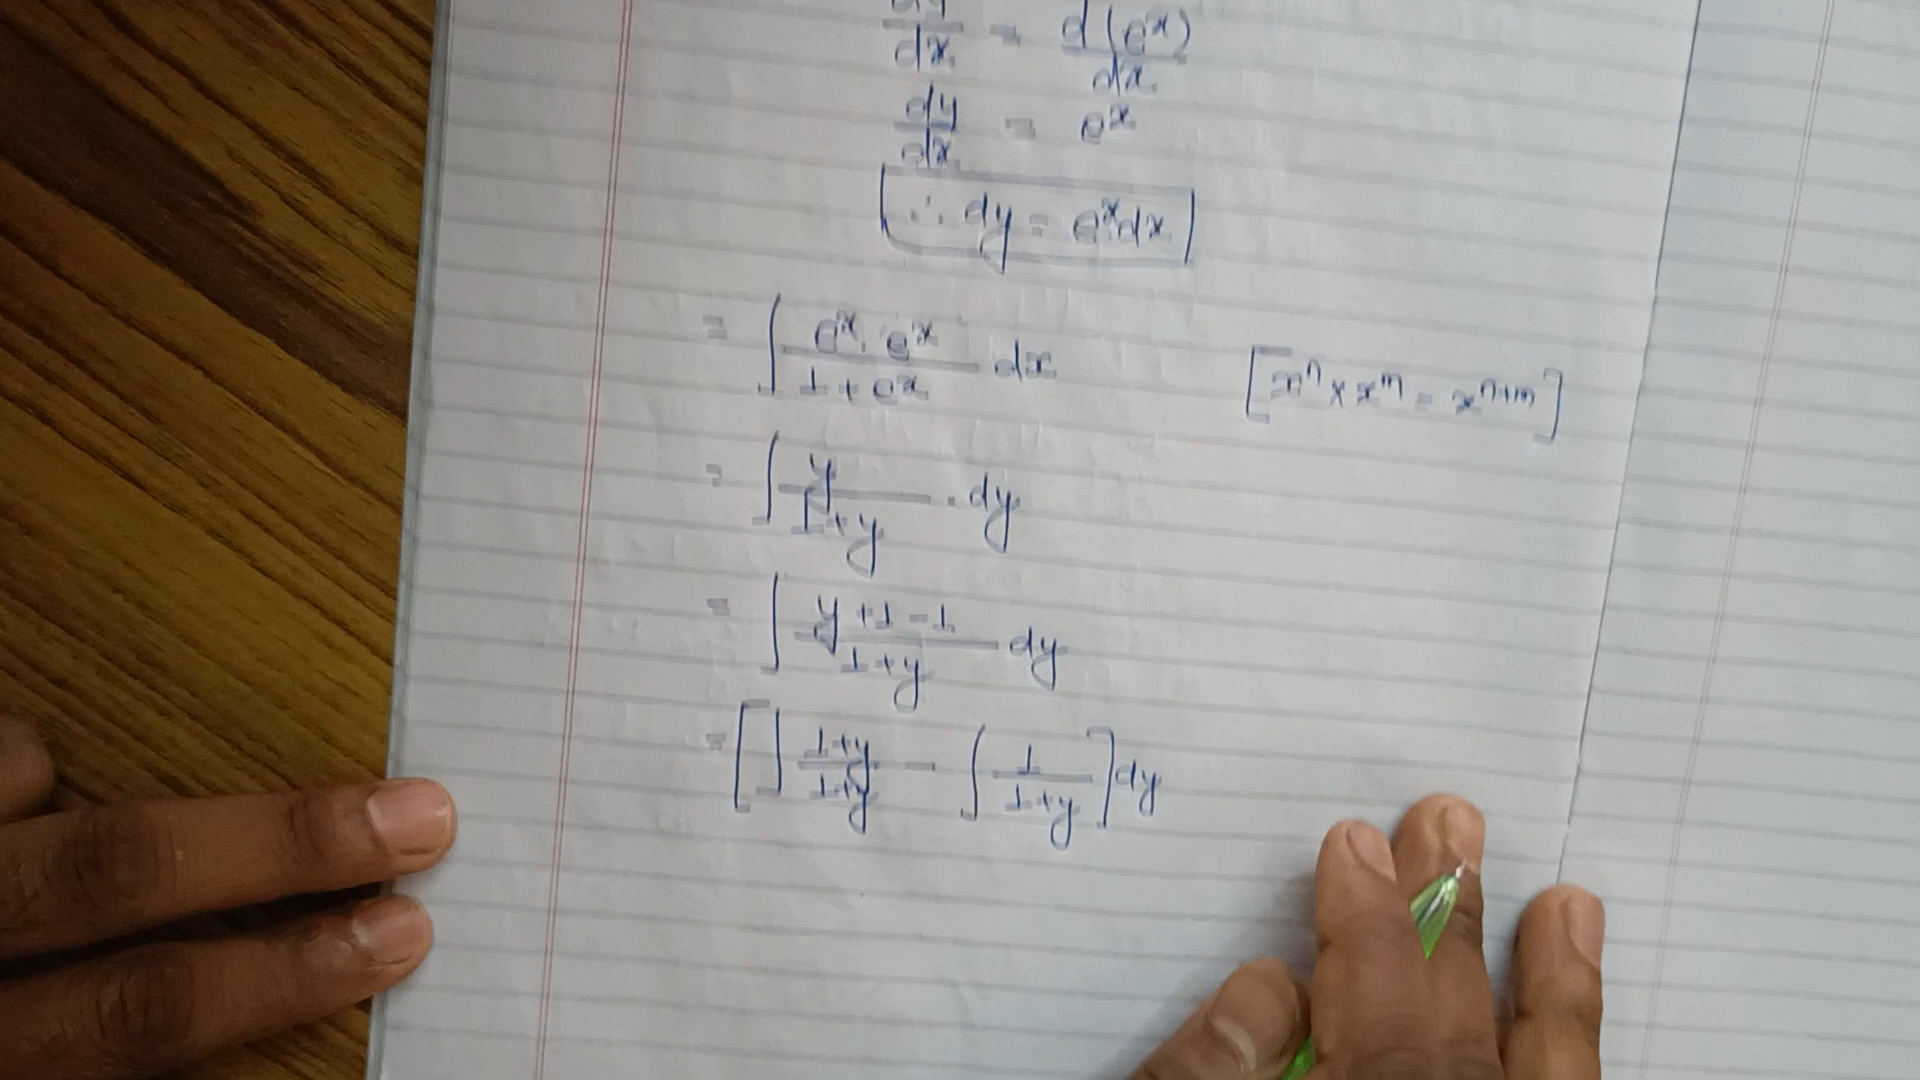 dy/dx = d(e^x)/dx
dy/dx = e^x
∴ dy = e^x dx
= ∫ e^x · e^x / 1 + e^x dx [x^n × x^m = x^{n+m}]
= ∫ y / 1+y . dy
= ∫ y+1-1 / 1+y dy
= [∫ 1+y / 1+y - ∫ 1 / 1+y] dy